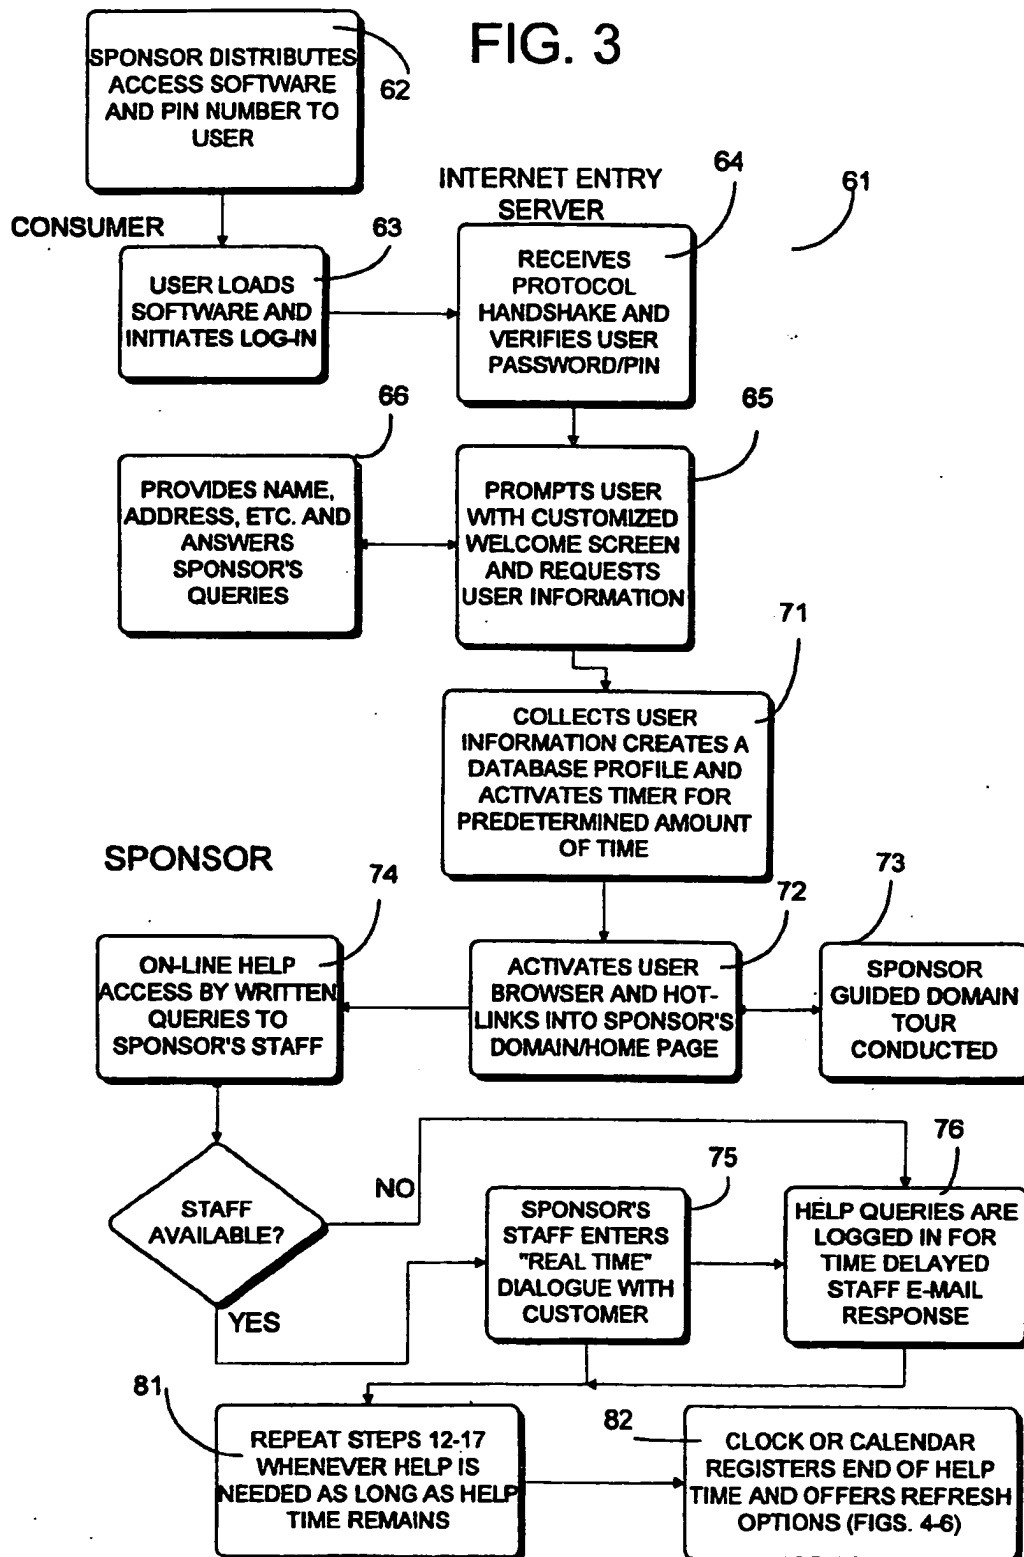 FIG. 3
SPONSOR DISTRIBUTES
ACCESS SOFTWARE
AND PIN NUMBER TO
USER
62
CONSUMER
63
USER LOADS
SOFTWARE AND
INITIATES LOG-IN
INTERNET ENTRY
SERVER
64
61
RECEIVES
PROTOCOL
HANDSHAKE AND
VERIFIES USER
PASSWORD/PIN
66
PROVIDES NAME,
ADDRESS, ETC. AND
ANSWERS
SPONSOR'S
QUERIES
65
PROMPTS USER
WITH CUSTOMIZED
WELCOME SCREEN
AND REQUESTS
USER INFORMATION
71
COLLECTS USER
INFORMATION CREATES A
DATABASE PROFILE AND
ACTIVATES TIMER FOR
PREDETERMINED AMOUNT
OF TIME
SPONSOR
74
ON-LINE HELP
ACCESS BY WRITTEN
QUERIES TO
SPONSOR'S STAFF
72
ACTIVATES USER
BROWSER AND HOT-
LINKS INTO SPONSOR'S
DOMAIN/HOME PAGE
73
SPONSOR
GUIDED DOMAIN
TOUR
CONDUCTED
STAFF
AVAILABLE?
NO
YES
75
SPONSOR'S
STAFF ENTERS
"REAL TIME"
DIALOGUE WITH
CUSTOMER
76
HELP QUERIES ARE
LOGGED IN FOR
TIME DELAYED
STAFF E-MAIL
RESPONSE
81
REPEAT STEPS 12-17
WHENEVER HELP IS
NEEDED AS LONG AS HELP
TIME REMAINS
82
CLOCK OR CALENDAR
REGISTERS END OF HELP
TIME AND OFFERS REFRESH
OPTIONS (FIGS. 4-6)